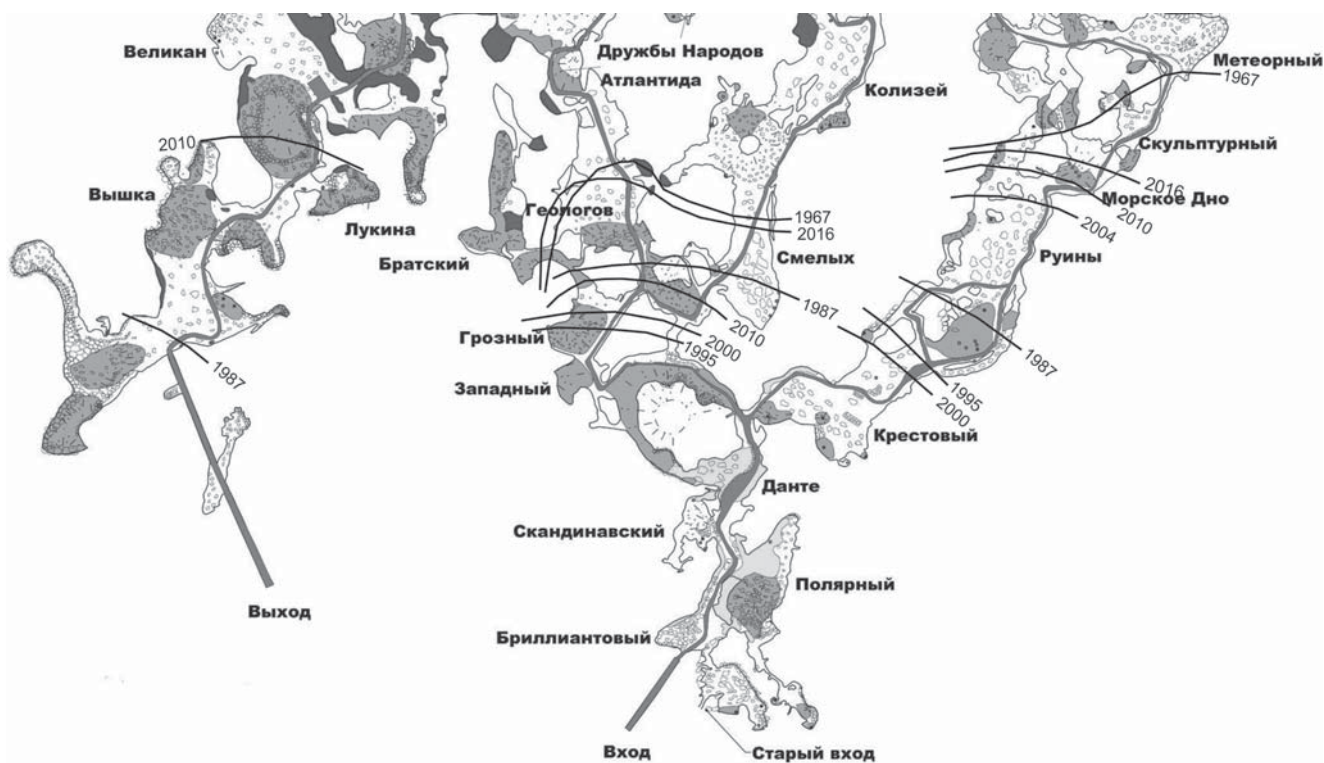 Великан
Дружбы Народов
Атлантида
Метеорный
1967
Колизей
2010
Скульптурный
Вышка
2016
Морское Дно
2010
Геологов
1967
2004
Лукина
2016
Братский
Смелых
Руины
1987
Грозный
2010
2000
1987
1995
1987
1995
Западный
2000
Крестовый
Данте
Скандинавский
Полярный
Выход
Бриллиантовый
Вход
Старый вход